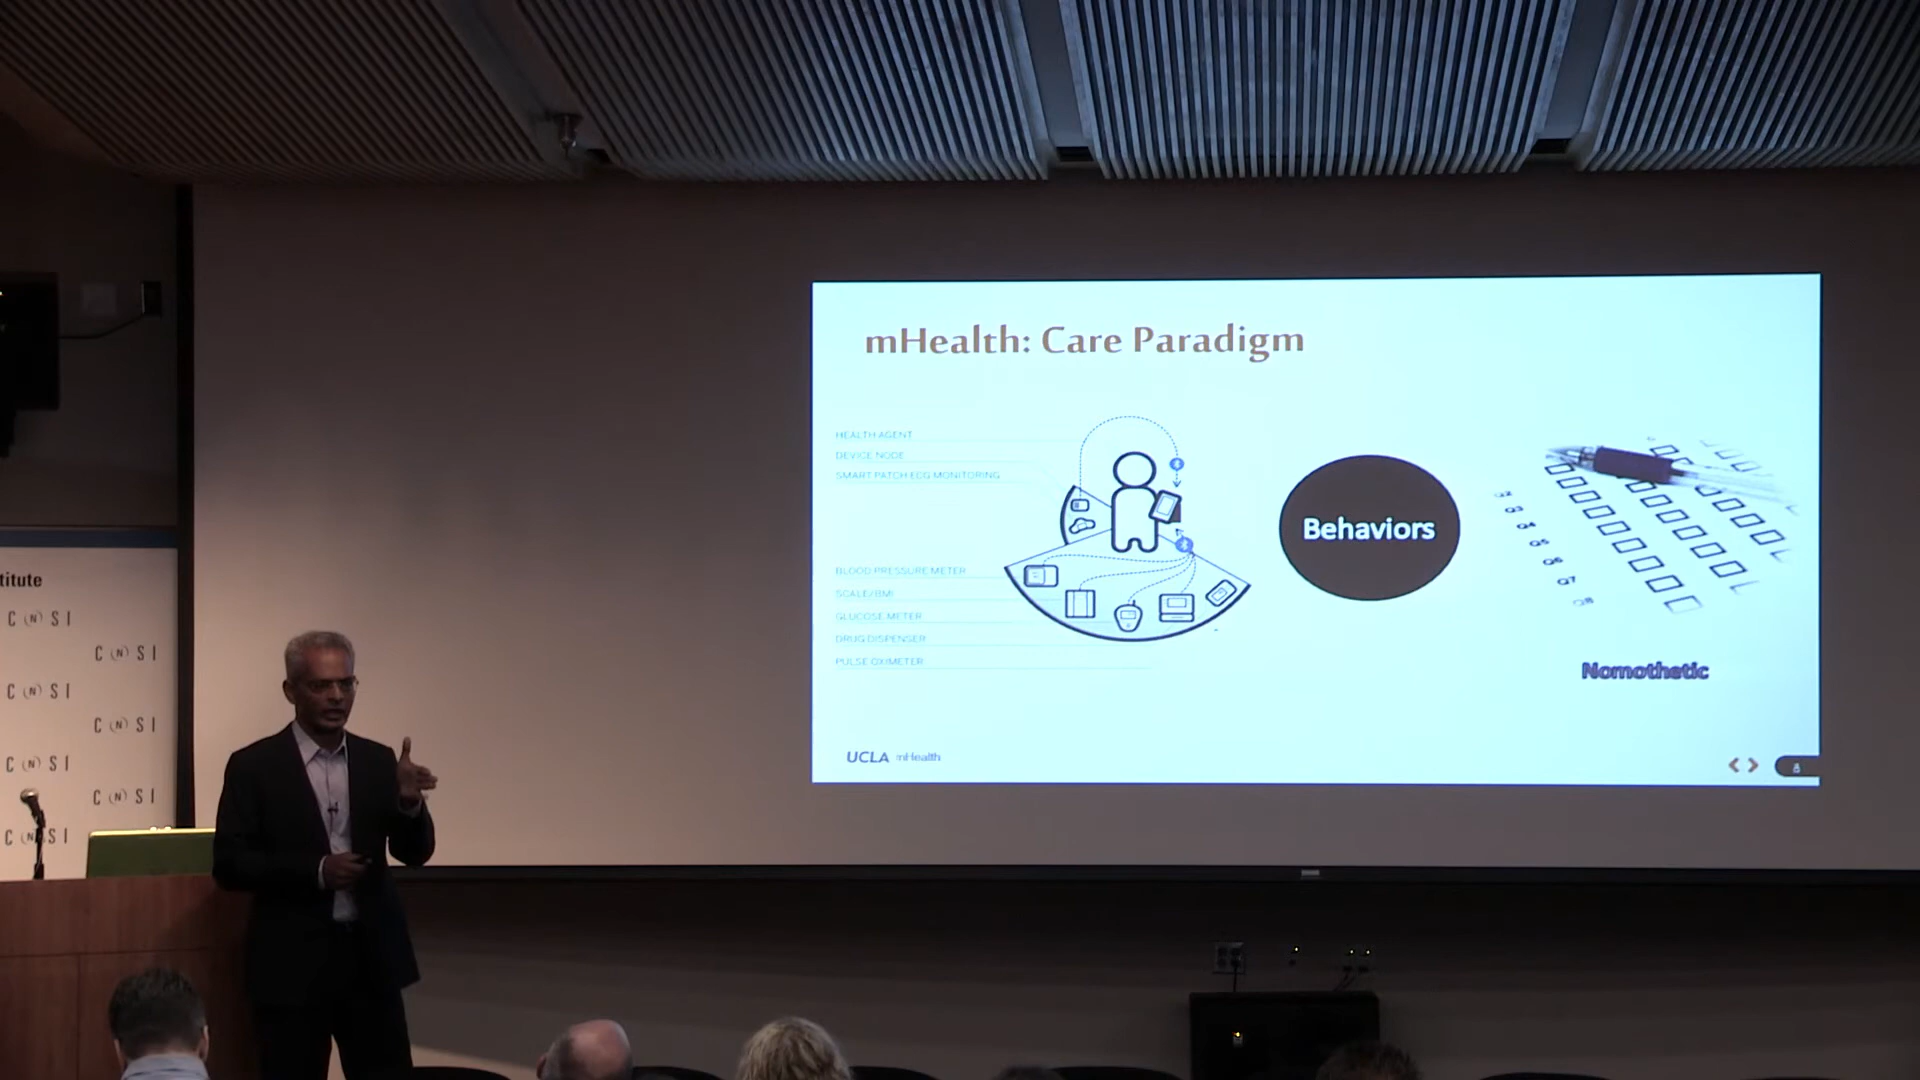 mHealth: Care Paradigm
HEALTH AGENT
DEVICE NODE
SMART PATCH ECG MONITORING
BLOOD PRESSURE METER
SCALE/BMI
GLUCOSE METER
DRUG DISPENSER
PULSE OXIMETER
Behaviors
Nomothetic
UCLA mHealth
8
titute
C (N) S I
C (N) S I
C (N) S I
C (N) S I
C (N) S I
C (N) S I
C (N) S I